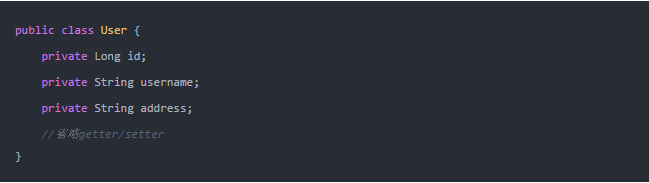 public class User {
private Long id;
private String username;
private String address;
//省略getter/setter
}